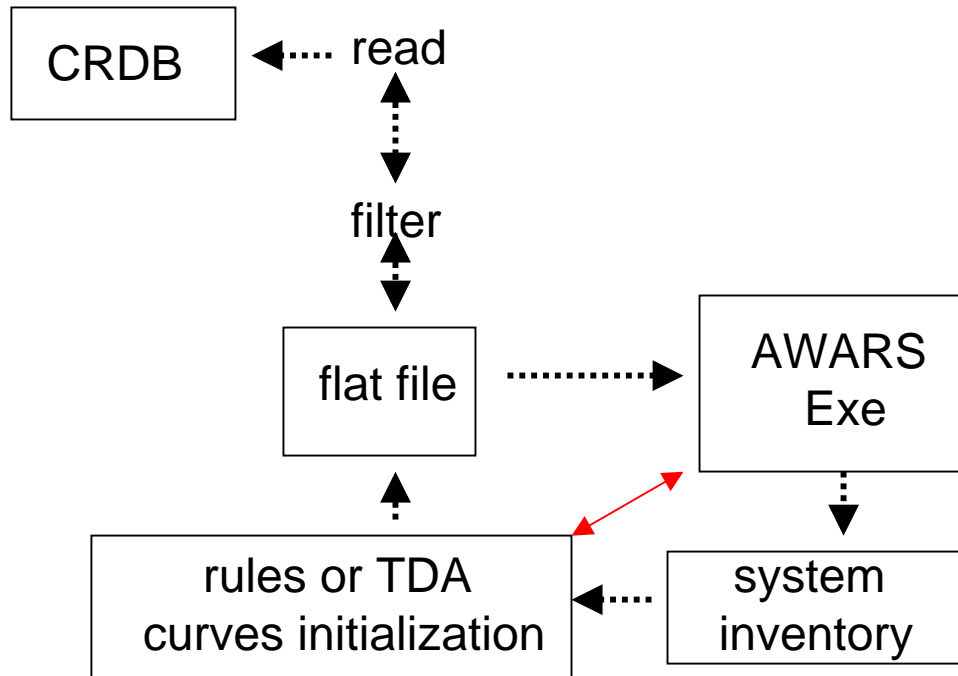 CRDB
read
filter
flat file
AWARS
Exe
rules or TDA
curves initialization
system
inventory